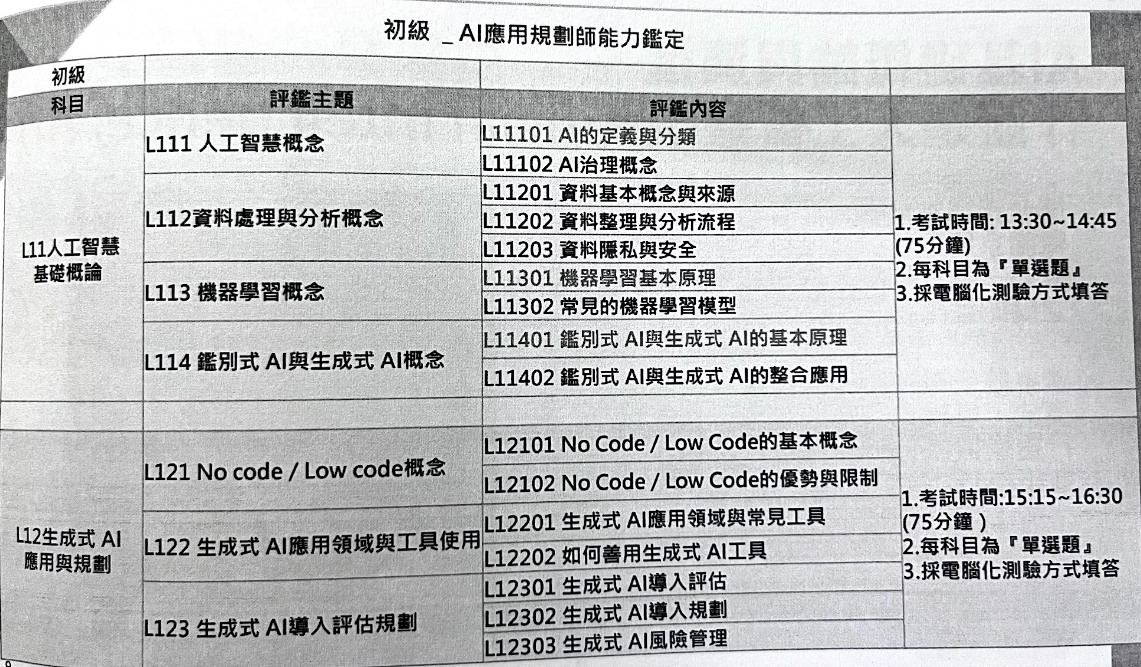 初級 _ AI應用規劃師能力鑑定
初級
科目
評鑑主題
評鑑內容
L11人工智慧
基礎概論
L111 人工智慧概念
L11101 AI的定義與分類
L11102 AI治理概念
L112資料處理與分析概念
L11201 資料基本概念與來源
L11202 資料整理與分析流程
L11203 資料隱私與安全
L113 機器學習概念
L11301 機器學習基本原理
L11302 常見的機器學習模型
L114 鑑別式 AI與生成式 AI概念
L11401 鑑別式 AI與生成式 AI的基本原理
L11402 鑑別式 AI與生成式 AI的整合應用
1.考試時間: 13:30~14:45
(75分鐘)
2.每科目為『單選題』
3.採電腦化測驗方式填答
L12生成式 AI
應用與規劃
L121 No code / Low code概念
L12101 No Code / Low Code的基本概念
L12102 No Code / Low Code的優勢與限制
L122 生成式 AI應用領域與工具使用
L12201 生成式 AI應用領域與常見工具
L12202 如何善用生成式 AI工具
L123 生成式 AI導入評估規劃
L12301 生成式 AI導入評估
L12302 生成式 AI導入規劃
L12303 生成式 AI風險管理
1.考試時間:15:15~16:30
(75分鐘 )
2.每科目為『單選題』
3.採電腦化測驗方式填答